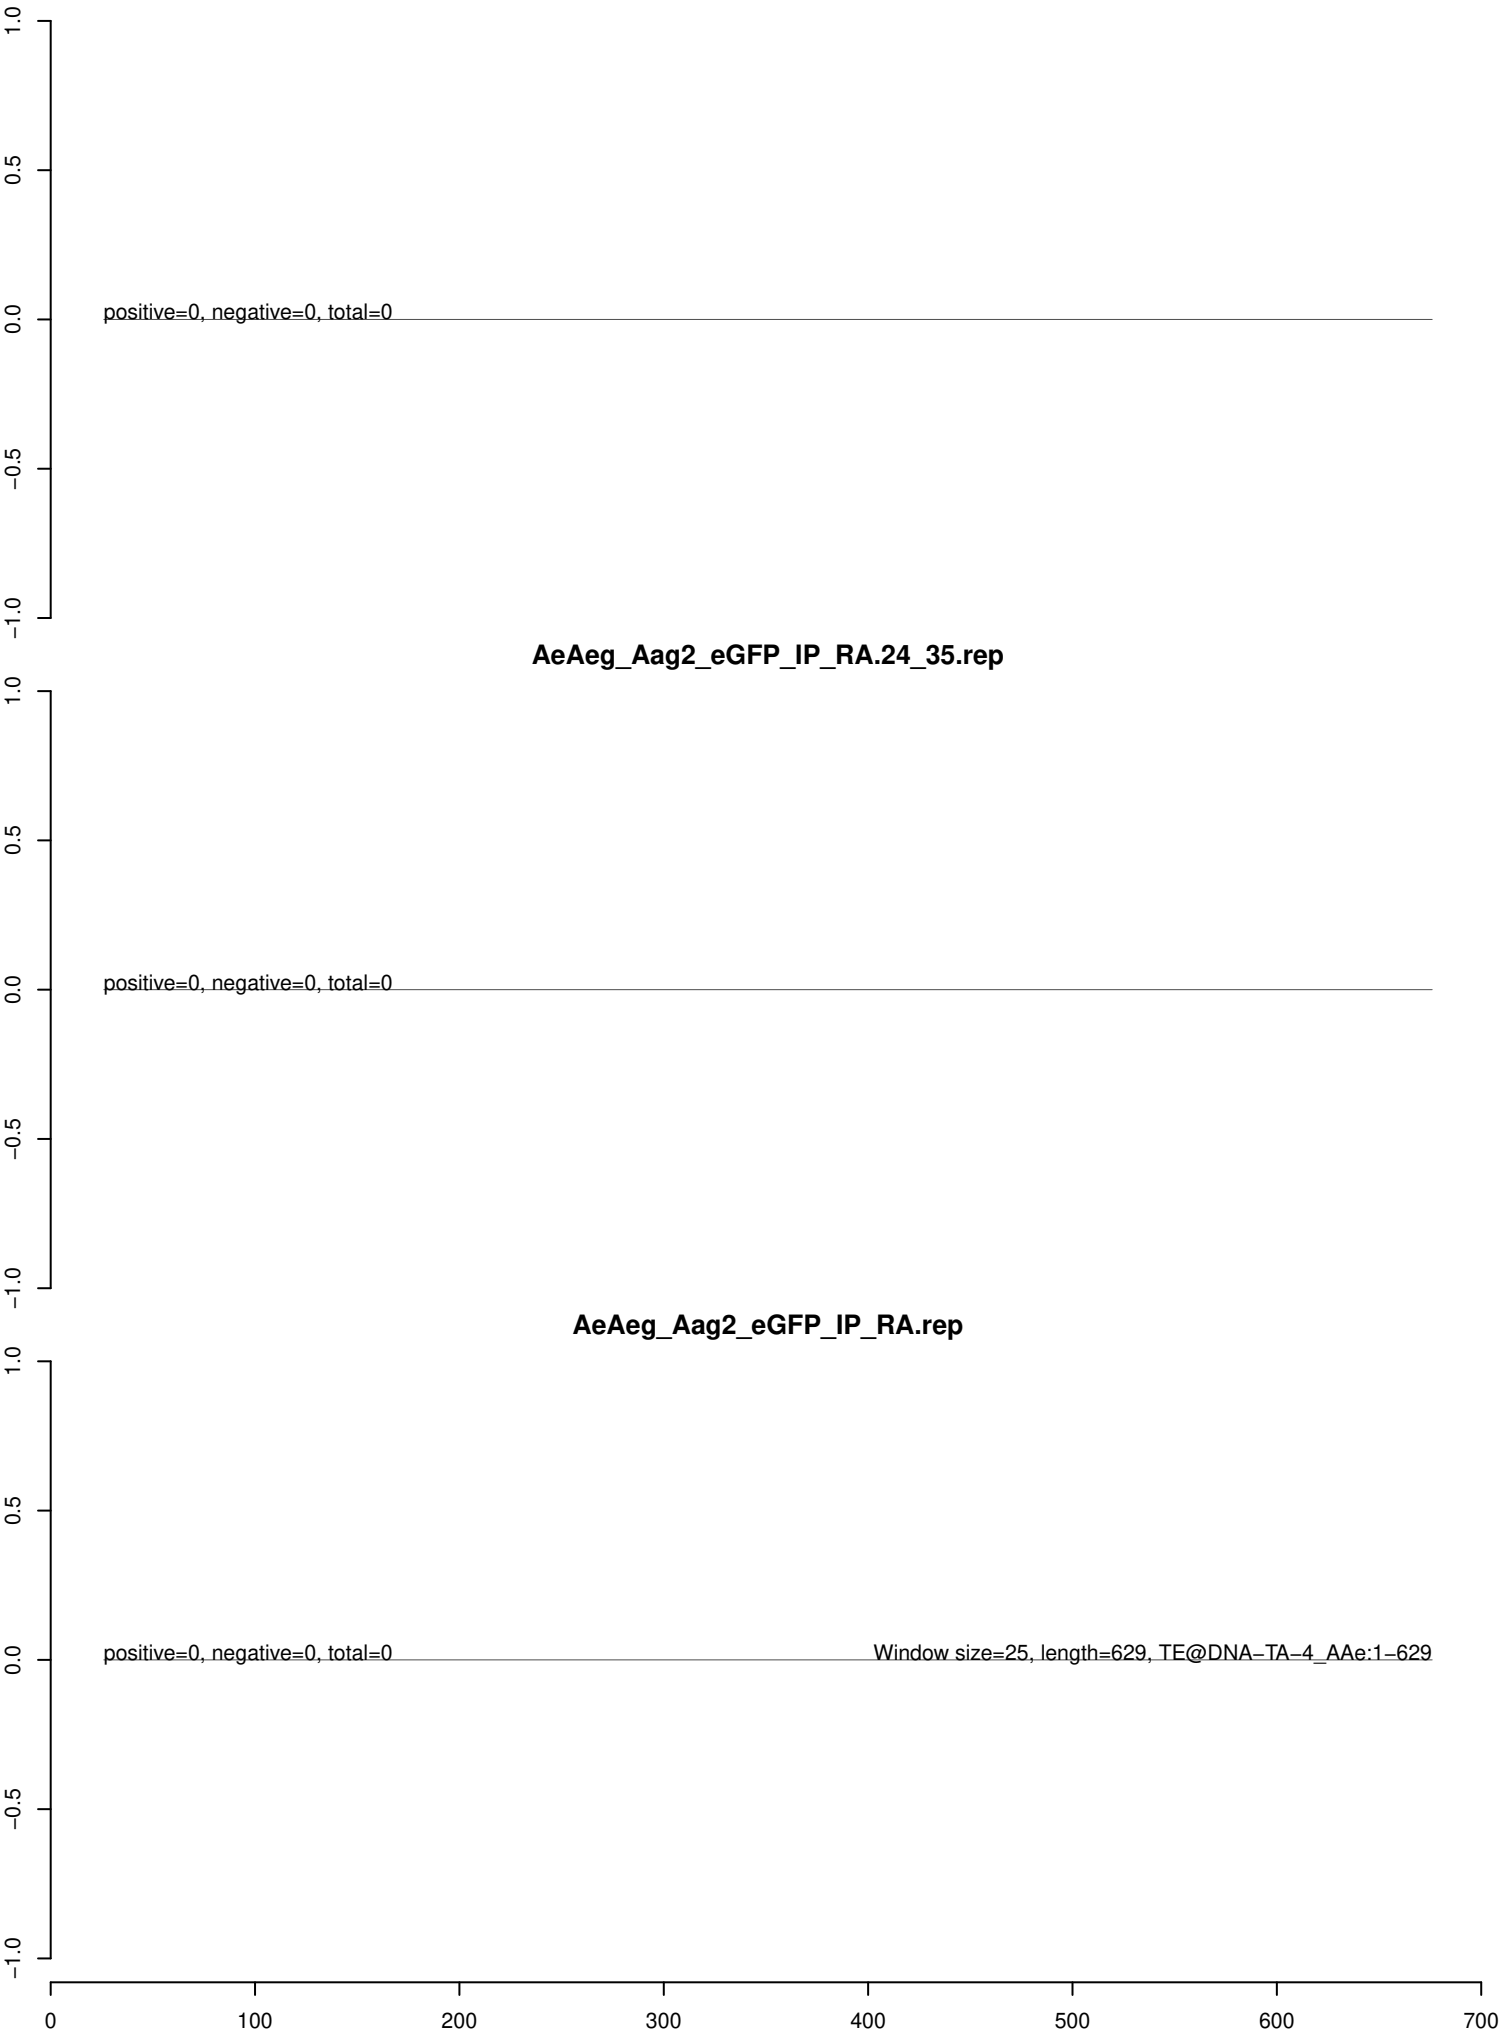 1.0
0.5
0.0
−0.5
−1.0
positive=0, negative=0, total=0
AeAeg_Aag2_eGFP_IP_RA.24_35.rep
1.0
0.5
0.0
−0.5
−1.0
positive=0, negative=0, total=0
AeAeg_Aag2_eGFP_IP_RA.rep
1.0
0.5
0.0
−0.5
−1.0
positive=0, negative=0, total=0
Window size=25, length=629, TE@DNA−TA−4_AAe:1−629
0 100 200 300 400 500 600 700